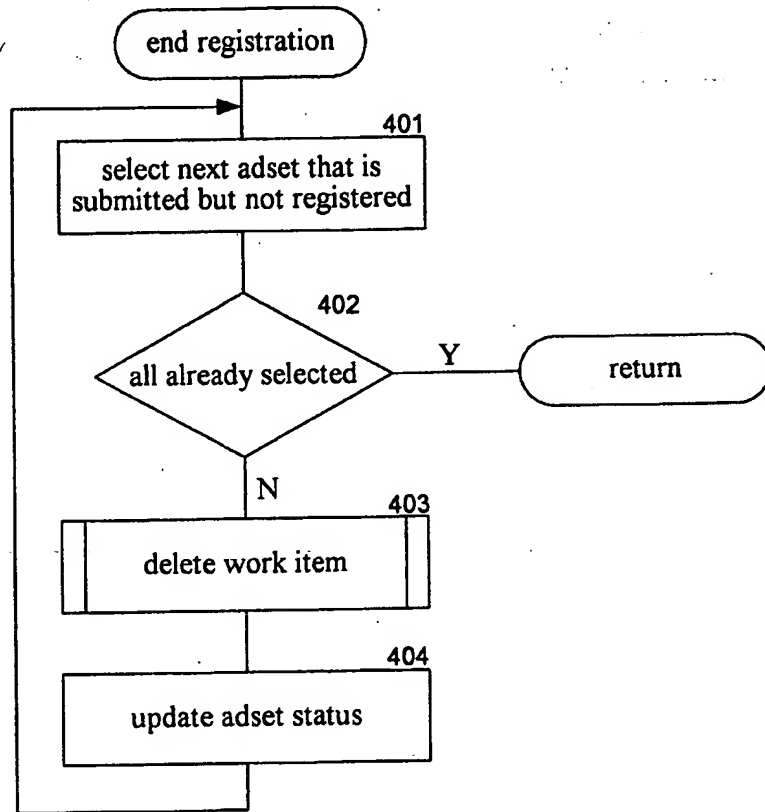 end registration
401
select next adset that is
submitted but not registered
402
all already selected
Y
return
N
403
delete work item
404
update adset status